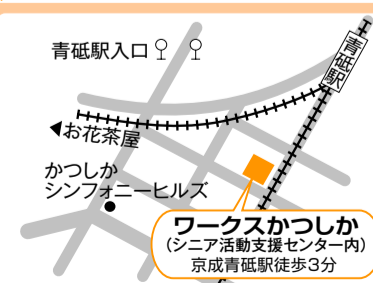 青砥駅入口
青砥駅
◀お花茶屋
かつしか
シンフォニーヒルズ
ワークスかつしか
(シニア活動支援センター内)
京成青砥駅徒歩3分